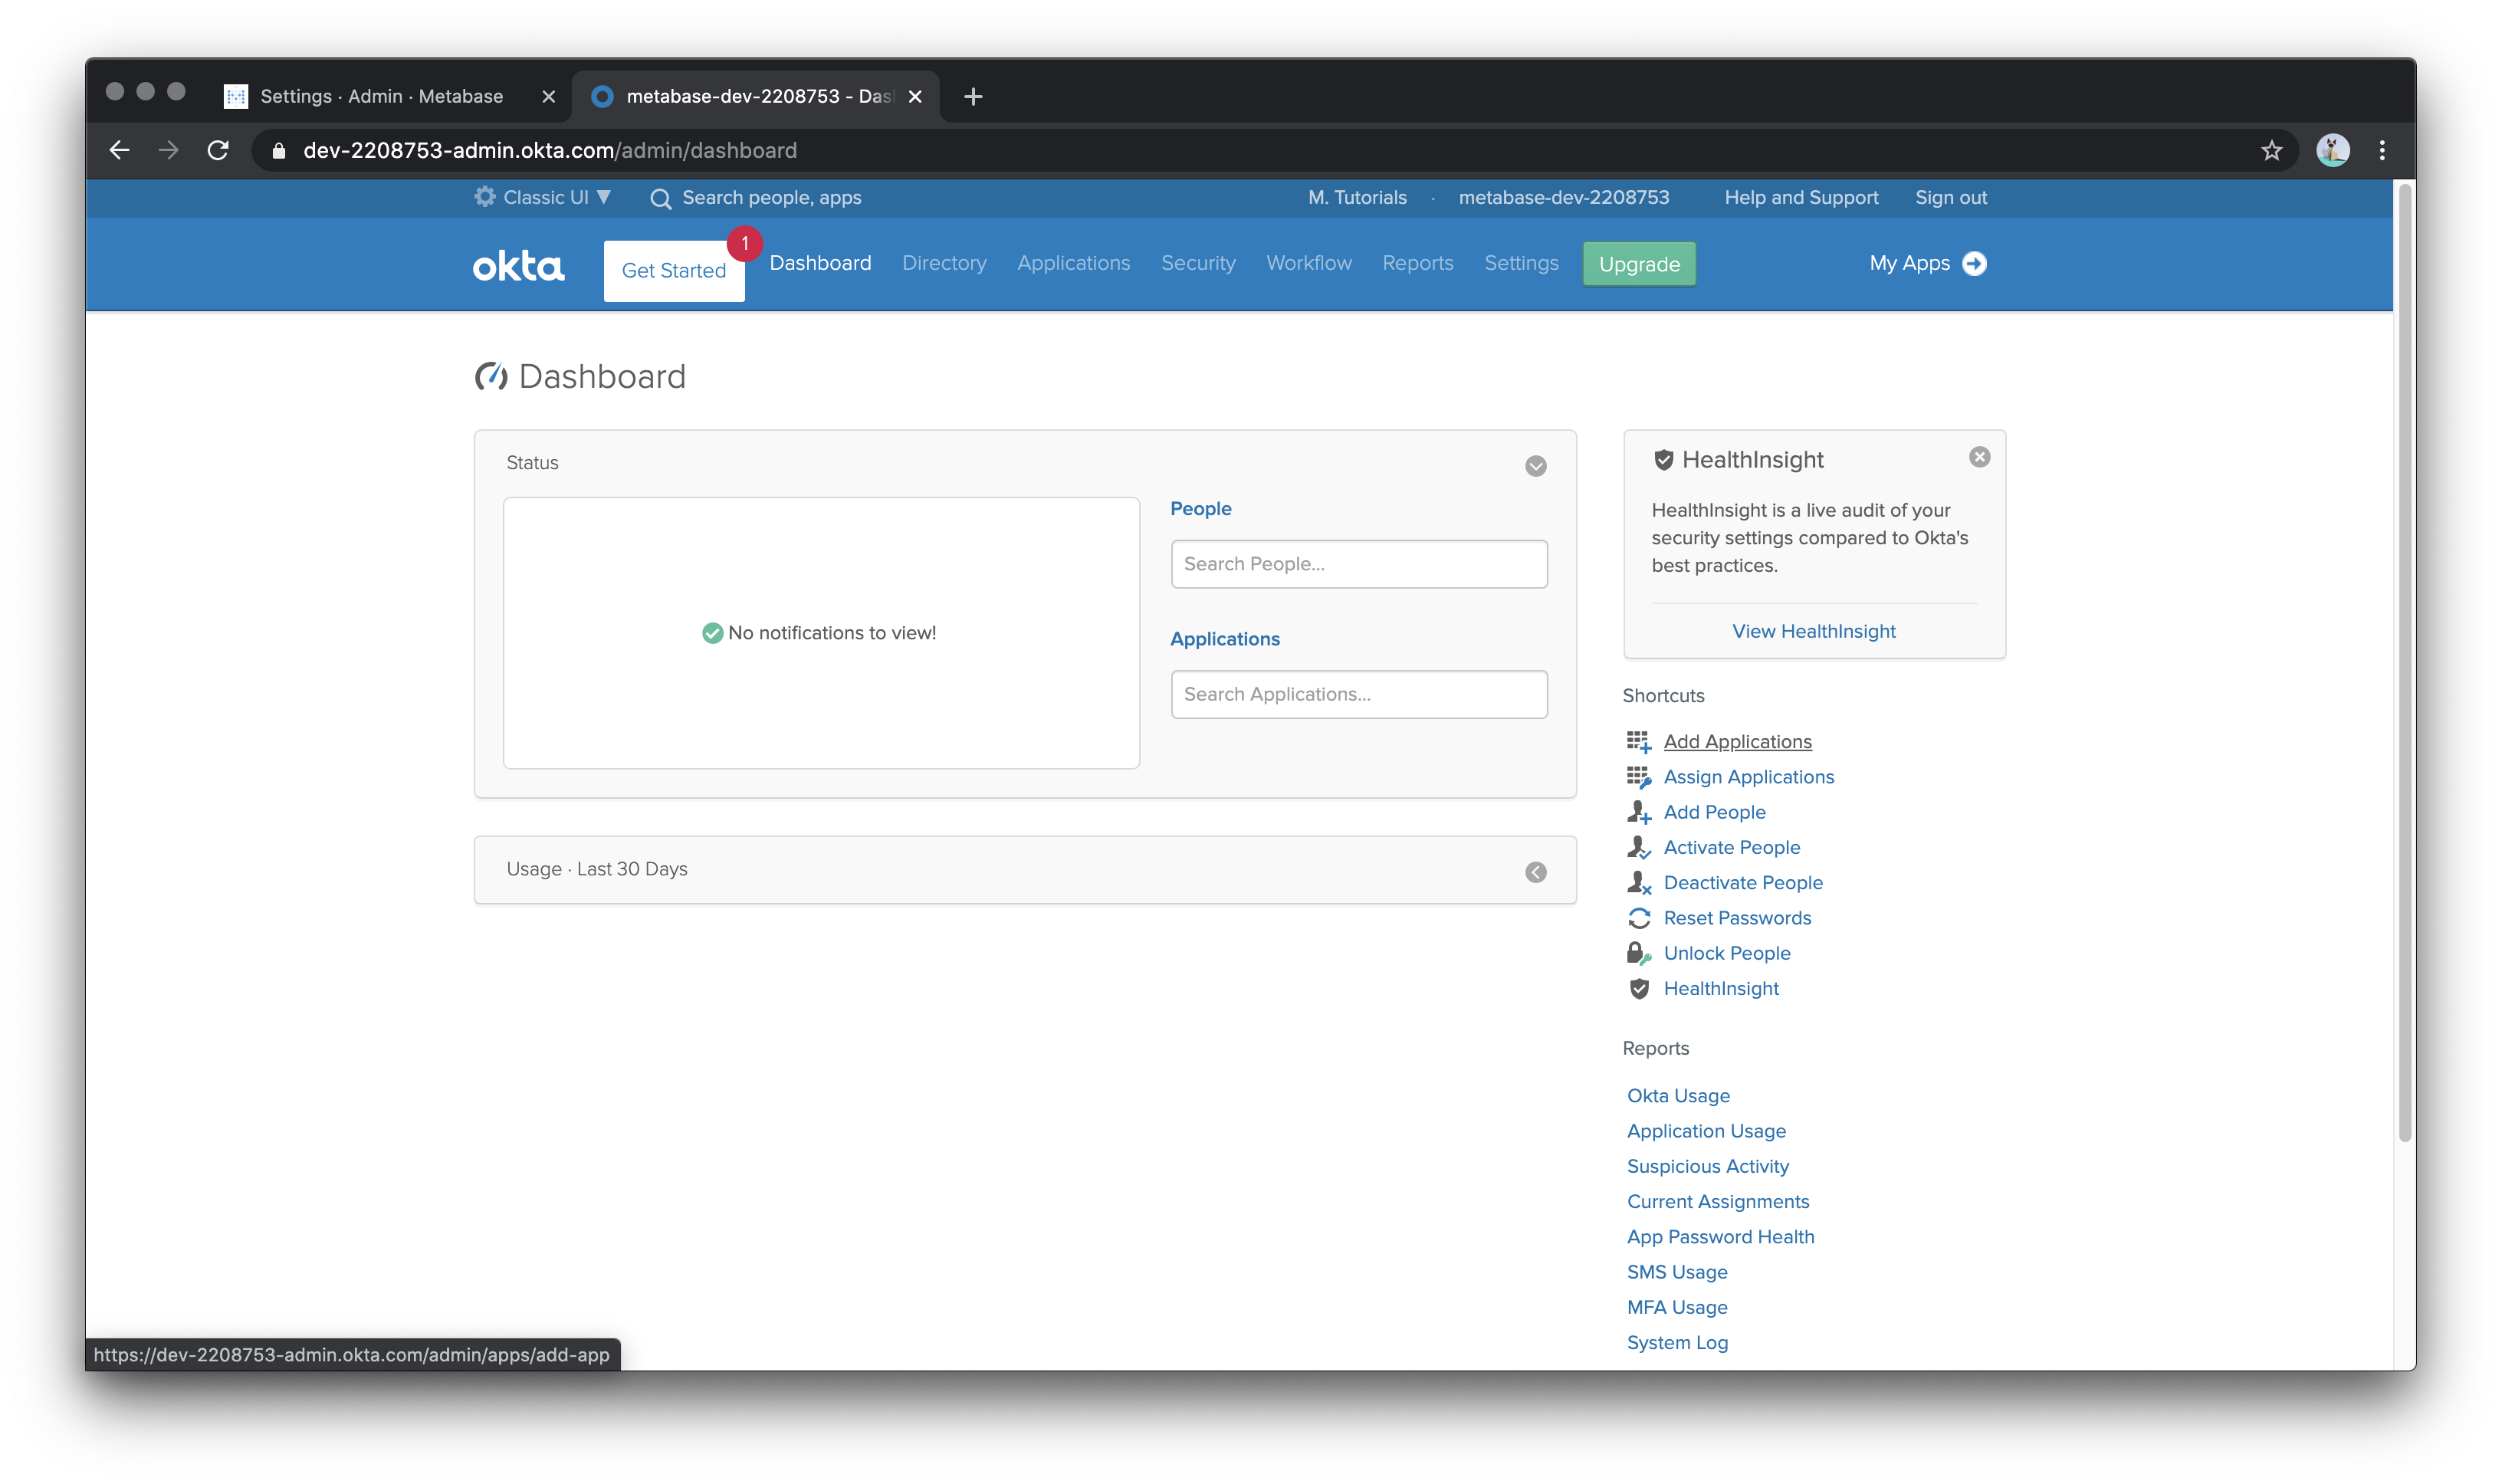 Settings · Admin · Metabase
metabase-dev-2208753 - Das
dev-2208753-admin.okta.com/admin/dashboard
Classic UI
Search people, apps
M. Tutorials · metabase-dev-2208753
Help and Support
Sign out
okta
Get Started
1
Dashboard
Directory
Applications
Security
Workflow
Reports
Settings
Upgrade
My Apps
Dashboard
Status
No notifications to view!
People
Search People...
Applications
Search Applications...
Usage · Last 30 Days
HealthInsight
HealthInsight is a live audit of your
security settings compared to Okta's
best practices.
View HealthInsight
Shortcuts
Add Applications
Assign Applications
Add People
Activate People
Deactivate People
Reset Passwords
Unlock People
HealthInsight
Reports
Okta Usage
Application Usage
Suspicious Activity
Current Assignments
App Password Health
SMS Usage
MFA Usage
System Log
https://dev-2208753-admin.okta.com/admin/apps/add-app